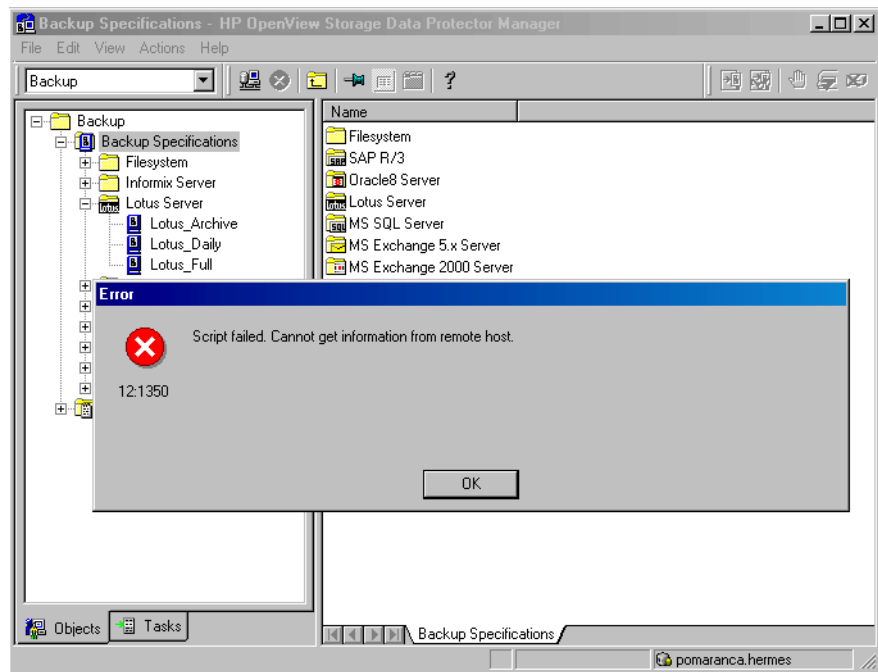 Backup Specifications - HP OpenView Storage Data Protector Manager
File Edit View Actions Help
Backup
Backup
Backup Specifications
Filesystem
Informix Server
Lotus Server
Lotus_Archive
Lotus_Daily
Lotus_Full
Name
Filesystem
SAP R/3
Oracle8 Server
Lotus Server
MS SQL Server
MS Exchange 5.x Server
MS Exchange 2000 Server
Error
Script failed. Cannot get information from remote host.
12:1350
OK
Objects
Tasks
Backup Specifications
pomaranca.hermes